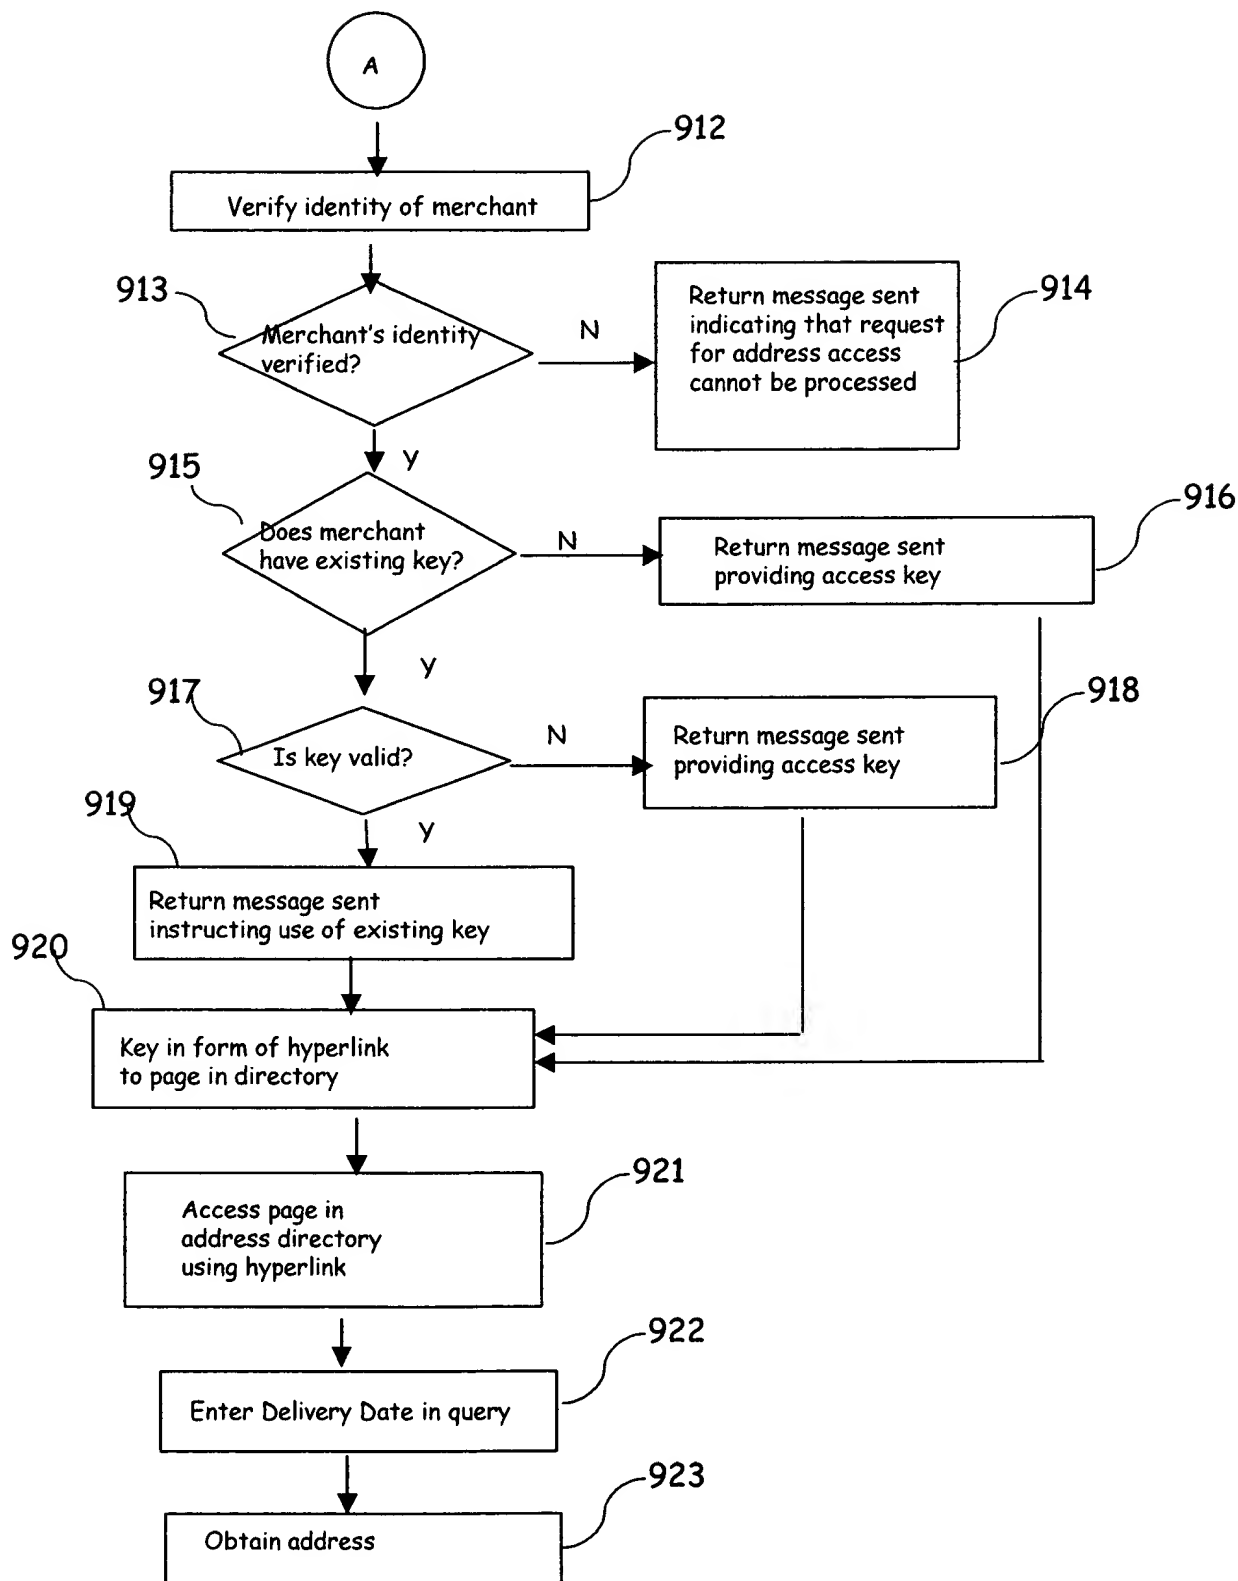 A
912
Verify identity of merchant
913
Merchant's identity
verified?
N
Return message sent
indicating that request
for address access
cannot be processed
914
Y
915
Does merchant
have existing key?
N
Return message sent
providing access key
916
Y
917
Is key valid?
N
Return message sent
providing access key
918
Y
919
Return message sent
instructing use of existing key
920
Key in form of hyperlink
to page in directory
921
Access page in
address directory
using hyperlink
922
Enter Delivery Date in query
923
Obtain address